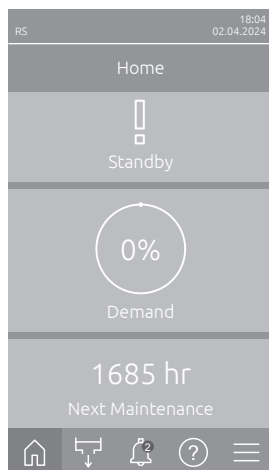 18:04
RS 02.04.2024
Home
Standby
0%
Demand
1685 hr
Next Maintenance
2
?